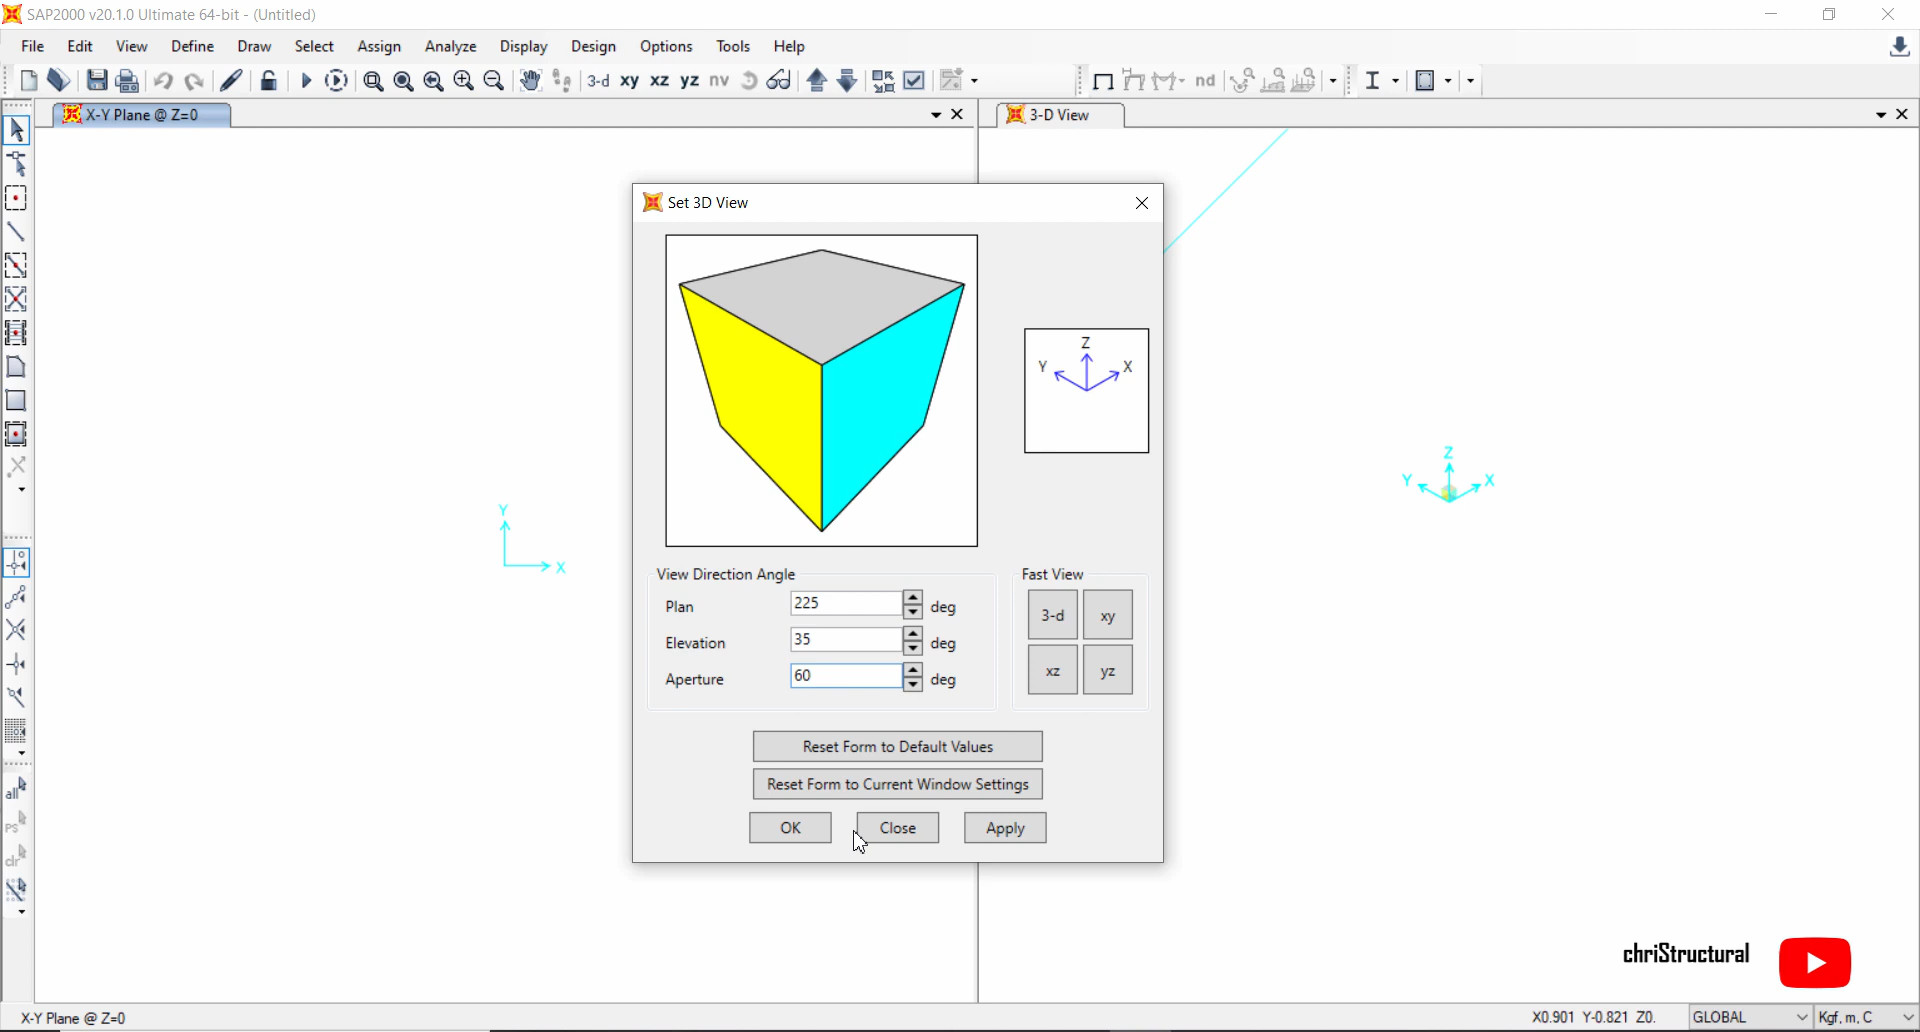 SAP2000 v20.1.0 Ultimate 64-bit - (Untitled)
File Edit View Define Draw Select Assign Analyze Display Design Options Tools Help
3-d xy xz yz nv nd
X-Y Plane @ Z=0
3-D View
Set 3D View
Z
Y X
Z
Y X
Y
X
View Direction Angle
Plan 225 deg
Elevation 35 deg
Aperture 60 deg
Fast View
3-d xy
xz yz
Reset Form to Default Values
Reset Form to Current Window Settings
OK Close Apply
all
ps
clr
chriStructural
X-Y Plane @ Z=0
X0.901 Y-0.821 Z0.
GLOBAL
Kgf, m, C